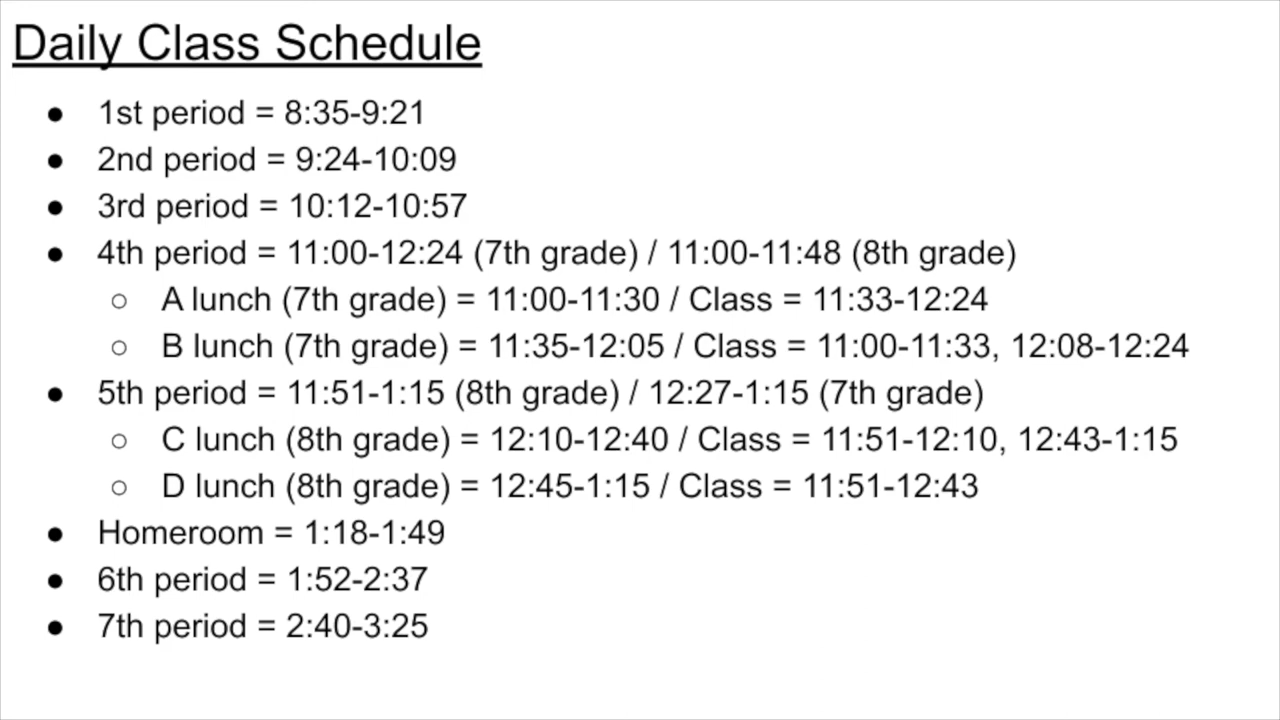 Daily Class Schedule
● 1st period = 8:35-9:21
● 2nd period = 9:24-10:09
● 3rd period = 10:12-10:57
● 4th period = 11:00-12:24 (7th grade) / 11:00-11:48 (8th grade)
○ A lunch (7th grade) = 11:00-11:30 / Class = 11:33-12:24
○ B lunch (7th grade) = 11:35-12:05 / Class = 11:00-11:33, 12:08-12:24
● 5th period = 11:51-1:15 (8th grade) / 12:27-1:15 (7th grade)
○ C lunch (8th grade) = 12:10-12:40 / Class = 11:51-12:10, 12:43-1:15
○ D lunch (8th grade) = 12:45-1:15 / Class = 11:51-12:43
● Homeroom = 1:18-1:49
● 6th period = 1:52-2:37
● 7th period = 2:40-3:25